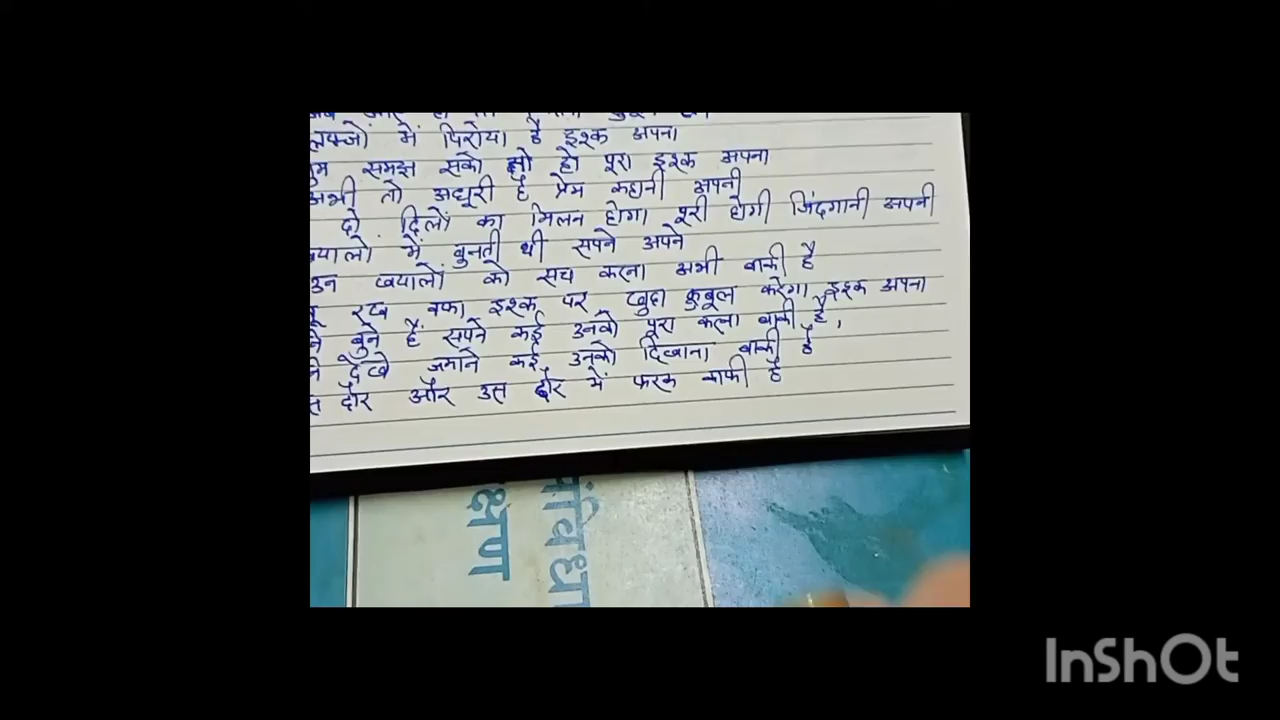 लफ्जों में पिरोया है इश्क अपना
तुम समझ सको तो हो पूरा इश्क अपना
अभी तो अधूरी है प्रेम कहानी अपनी
दो दिलों का मिलन होगा पूरी होगी जिंदगानी अपनी
ख्यालो में बुनती थी सपने अपने
उन ख्यालों को सच करना अभी बाकी है
तू रख वफा इश्क पर खुदा कुबूल करेगा इश्क अपना
बुने हैं सपने कई उनको पूरा करना बाकी है,
देखे जमाने कई उनको दिखाना बाकी है
दौर और उस दौर में फरक काफी है
InShOt